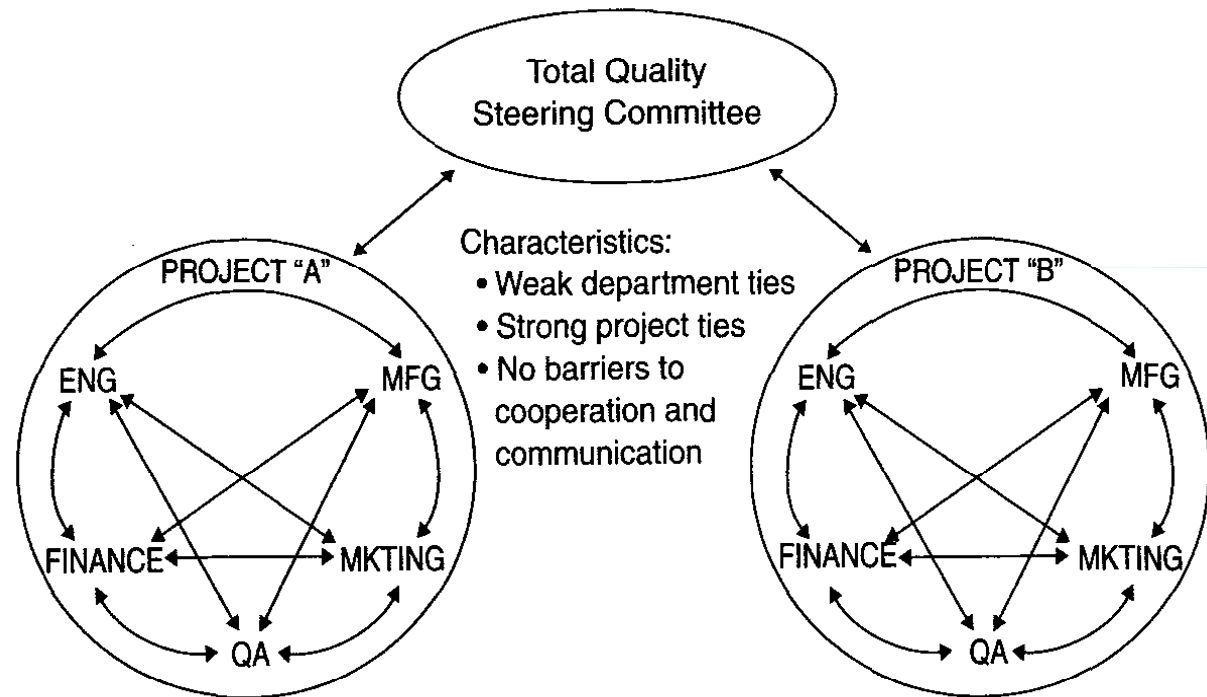 Total Quality
Steering Committee
Characteristics:
• Weak department ties
• Strong project ties
• No barriers to
cooperation and
communication
PROJECT “A”
ENG
MFG
FINANCE
MKTING
QA
PROJECT “B”
ENG
MFG
FINANCE
MKTING
QA